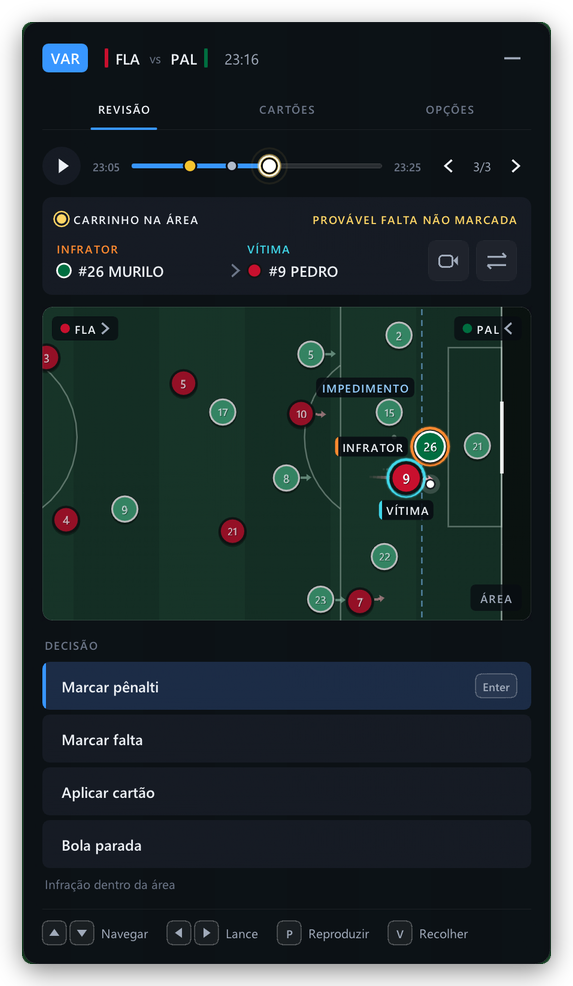 VAR FLA vs PAL 23:16
REVISÃO CARTÕES OPÇÕES
23:05 23:25 3/3
CARRINHO NA ÁREA PROVÁVEL FALTA NÃO MARCADA
INFRATOR VÍTIMA
#26 MURILO #9 PEDRO
FLA PAL
2
5
3
5
IMPEDIMENTO
17 10 15
INFRATOR 26 21
8 9
9 VÍTIMA
4 21
22
23 7 ÁREA
DECISÃO
Marcar pênalti Enter
Marcar falta
Aplicar cartão
Bola parada
Infração dentro da área
Navegar Lance P Reproduzir V Recolher